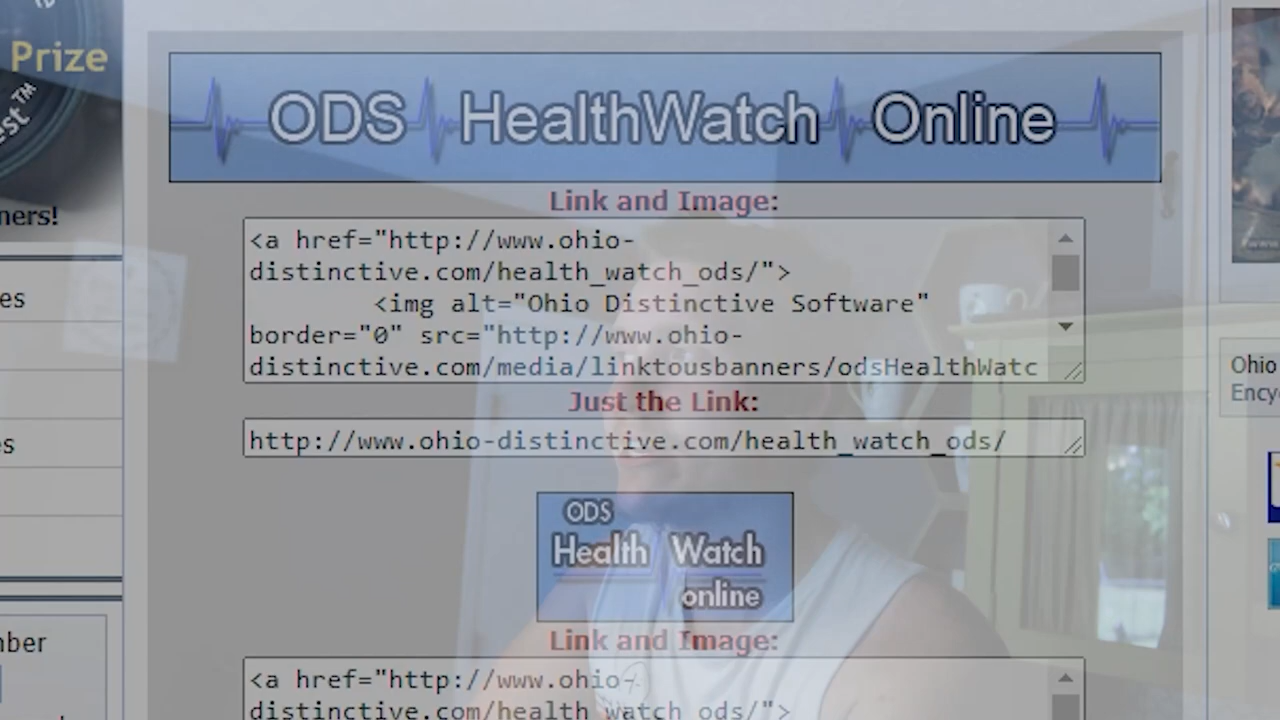 Prize
est™
ners!
es
es
mber
ODS HealthWatch Online
Link and Image:
<a href="http://www.ohio-
distinctive.com/health_watch_ods/">
<img alt="Ohio Distinctive Software"
border="0" src="http://www.ohio-
distinctive.com/media/linktousbanners/odsHealthWatc
Just the Link:
http://www.ohio-distinctive.com/health_watch_ods/
ODS
Health Watch
online
Link and Image:
<a href="http://www.ohio-
distinctive.com/health_watch_ods/">
Ohio
Ency